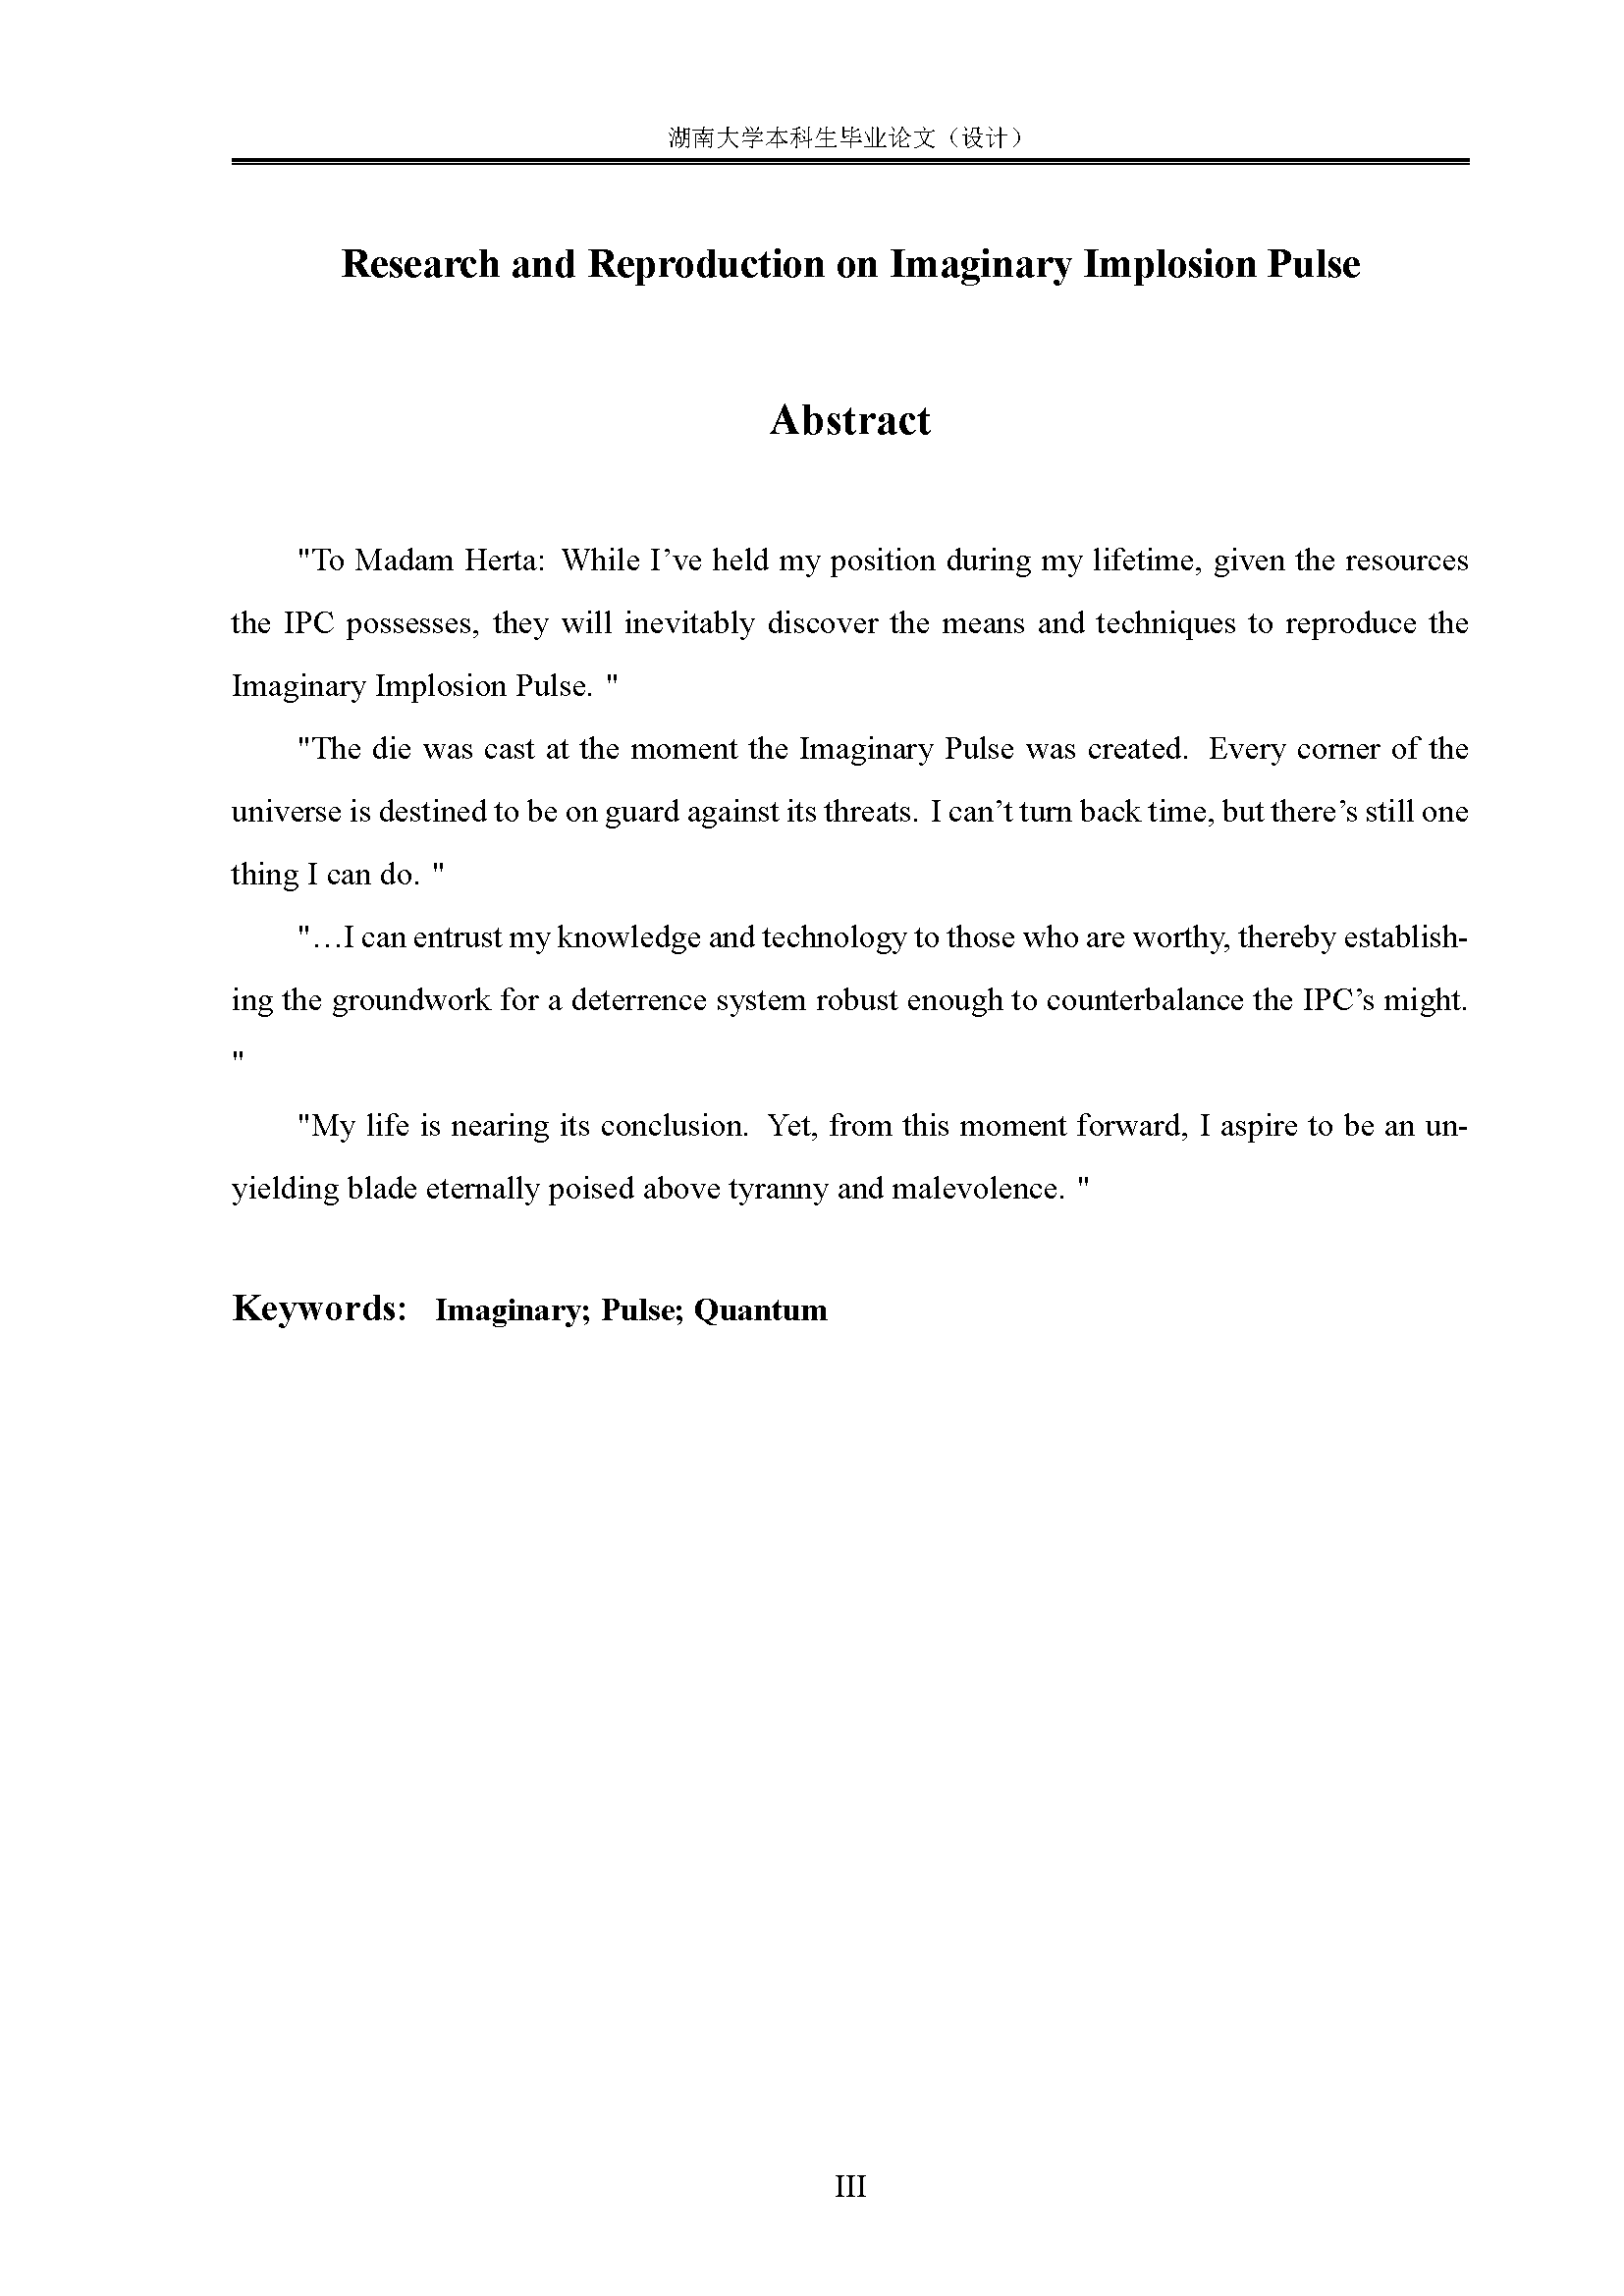 湖南大学本科生毕业论文（设计）
Research and Reproduction on Imaginary Implosion Pulse
Abstract
"To Madam Herta: While I’ve held my position during my lifetime, given the resources
the IPC possesses, they will inevitably discover the means and techniques to reproduce the
Imaginary Implosion Pulse. "
"The die was cast at the moment the Imaginary Pulse was created. Every corner of the
universe is destined to be on guard against its threats. I can’t turn back time, but there’s still one
thing I can do. "
"…I can entrust my knowledge and technology to those who are worthy, thereby establish-
ing the groundwork for a deterrence system robust enough to counterbalance the IPC’s might.
"
"My life is nearing its conclusion. Yet, from this moment forward, I aspire to be an un-
yielding blade eternally poised above tyranny and malevolence. "
Keywords: Imaginary; Pulse; Quantum
III